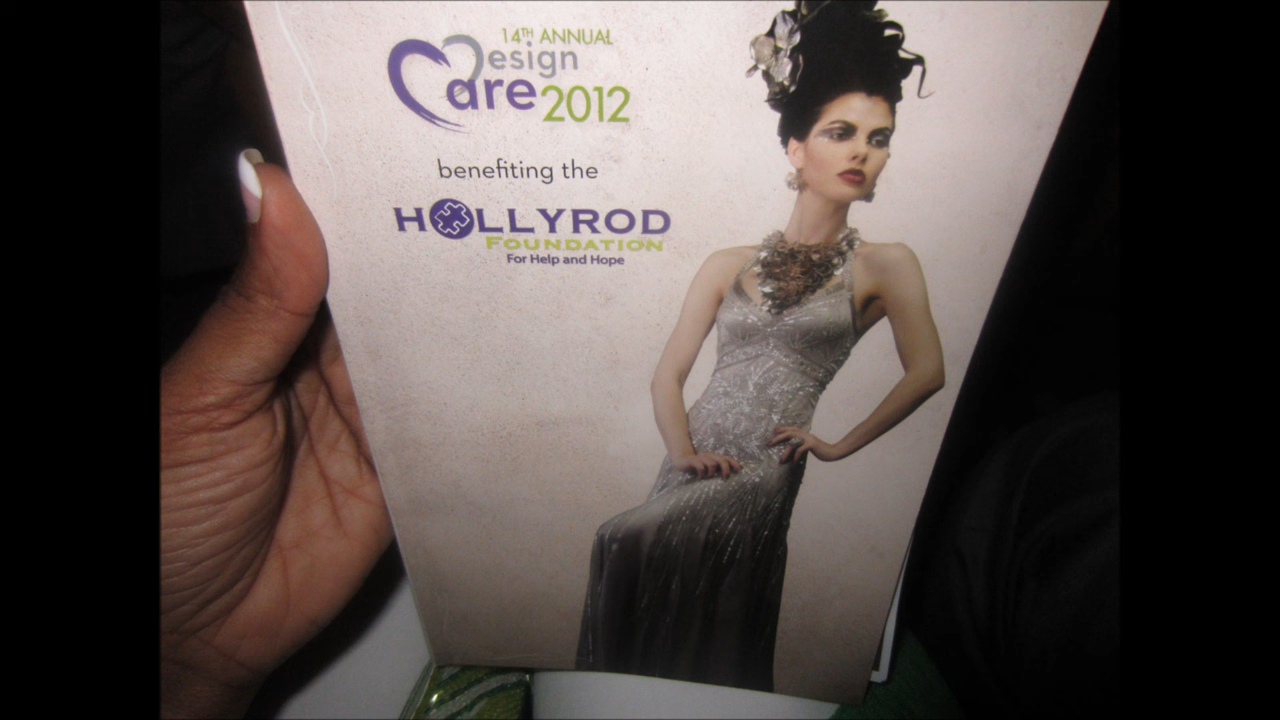 14TH ANNUAL
Design
Care 2012
benefiting the
HOLLYROD
FOUNDATION
For Help and Hope